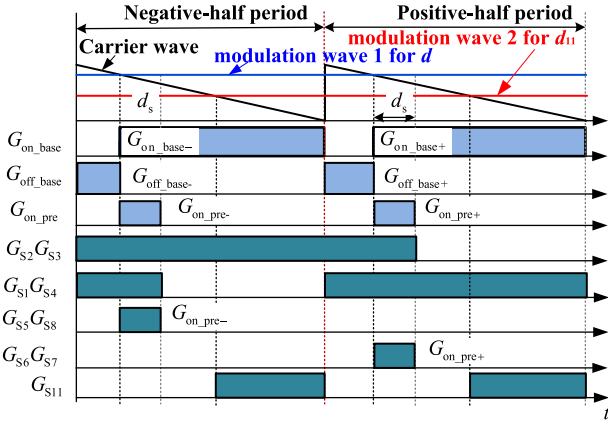 Negative-half period Positive-half period
Carrier wave modulation wave 1 for d modulation wave 2 for d11
ds ds
Gon_base Gon_base− Gon_base+
Goff_base Goff_base- Goff_base+
Gon_pre Gon_pre- Gon_pre+
GS2GS3
GS1GS4
GS5GS8 Gon_pre−
GS6GS7 Gon_pre+
GS11
t